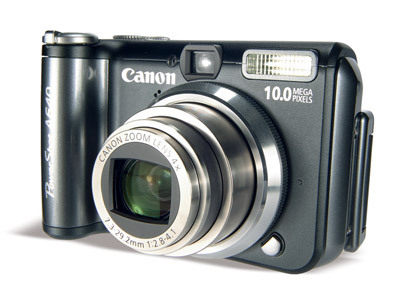 Canon
10.0 MEGA
PIXELS
PowerShot A640
CANON ZOOM LENS 4x
7.3-29.2mm 1:2.8-4.1